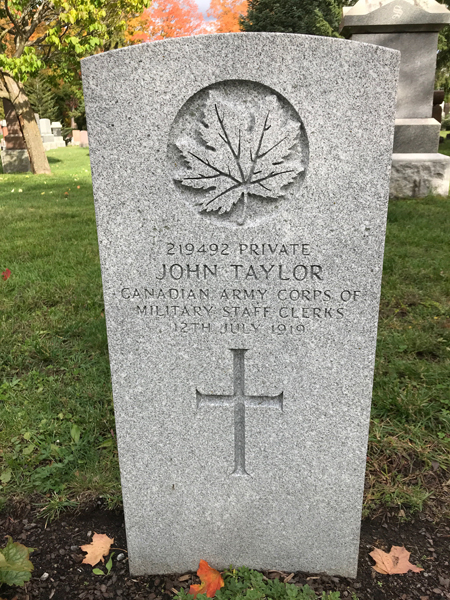 219492 PRIVATE
JOHN TAYLOR
CANADIAN ARMY CORPS OF
MILITARY STAFF CLERKS
12TH JULY 1919